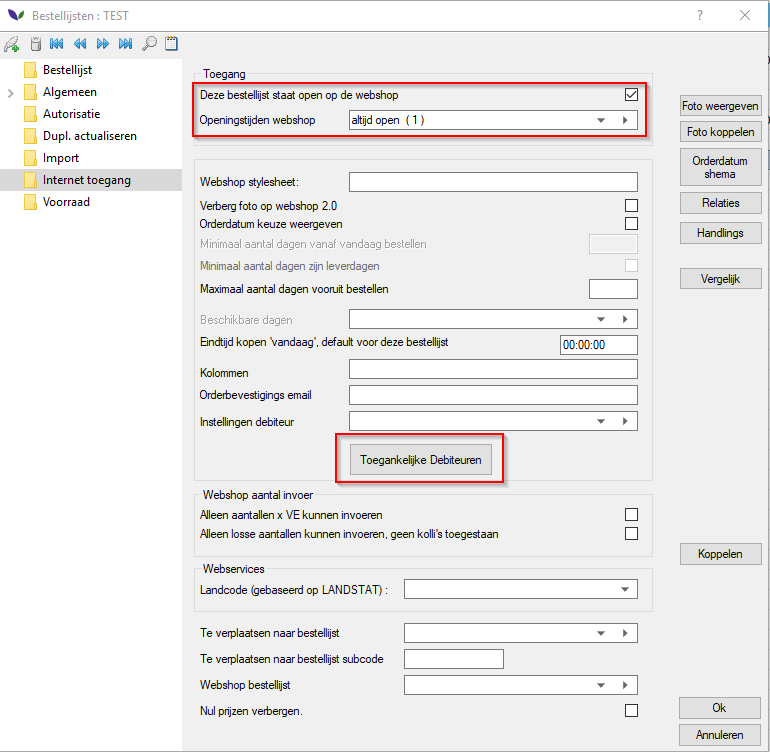 Bestellijsten : TEST
Bestellijst
Algemeen
Autorisatie
Dupl. actualiseren
Import
Internet toegang
Voorraad
Toegang
Deze bestellijst staat open op de webshop
Openingstijden webshop altijd open ( 1 )
Webshop stylesheet:
Verberg foto op webshop 2.0
Orderdatum keuze weergeven
Minimaal aantal dagen vanaf vandaag bestellen
Minimaal aantal dagen zijn leverdagen
Maximaal aantal dagen vooruit bestellen
Beschikbare dagen
Eindtijd kopen 'vandaag', default voor deze bestellijst 00:00:00
Kolommen
Orderbevestigings email
Instellingen debiteur
Toegankelijke Debiteuren
Webshop aantal invoer
Alleen aantallen x VE kunnen invoeren
Alleen losse aantallen kunnen invoeren, geen kolli's toegestaan
Webservices
Landcode (gebaseerd op LANDSTAT) :
Te verplaatsen naar bestellijst
Te verplaatsen naar bestellijst subcode
Webshop bestellijst
Nul prijzen verbergen.
Foto weergeven
Foto koppelen
Orderdatum
shema
Relaties
Handlings
Vergelijk
Koppelen
Ok
Annuleren